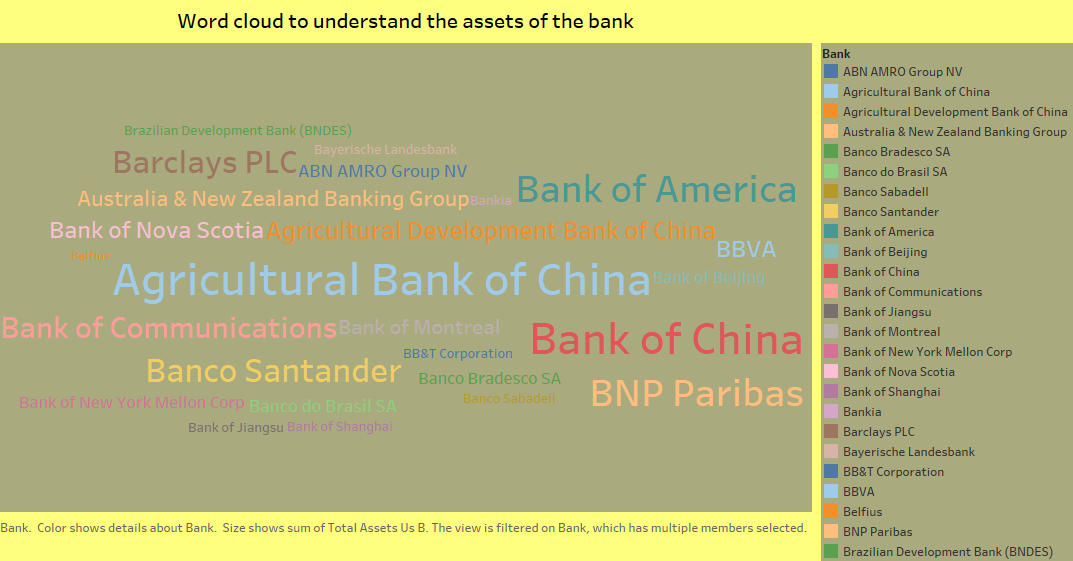 Word cloud to understand the assets of the bank
Brazilian Development Bank (BNDES)
Bayerische Landesbank
Barclays PLC
ABN AMRO Group NV
Bank of America
Australia & New Zealand Banking Group
Bankia
Bank of Nova Scotia
Agricultural Development Bank of China
BBVA
Belfius
Agricultural Bank of China
Bank of Beijing
Bank of Communications
Bank of Montreal
Bank of China
BB&T Corporation
Banco Santander
Banco Bradesco SA
BNP Paribas
Bank of New York Mellon Corp
Banco do Brasil SA
Banco Sabadell
Bank of Jiangsu
Bank of Shanghai
Bank.  Color shows details about Bank.  Size shows sum of Total Assets Us B. The view is filtered on Bank, which has multiple members selected.
Bank
ABN AMRO Group NV
Agricultural Bank of China
Agricultural Development Bank of China
Australia & New Zealand Banking Group
Banco Bradesco SA
Banco do Brasil SA
Banco Sabadell
Banco Santander
Bank of America
Bank of Beijing
Bank of China
Bank of Communications
Bank of Jiangsu
Bank of Montreal
Bank of New York Mellon Corp
Bank of Nova Scotia
Bank of Shanghai
Bankia
Barclays PLC
Bayerische Landesbank
BB&T Corporation
BBVA
Belfius
BNP Paribas
Brazilian Development Bank (BNDES)